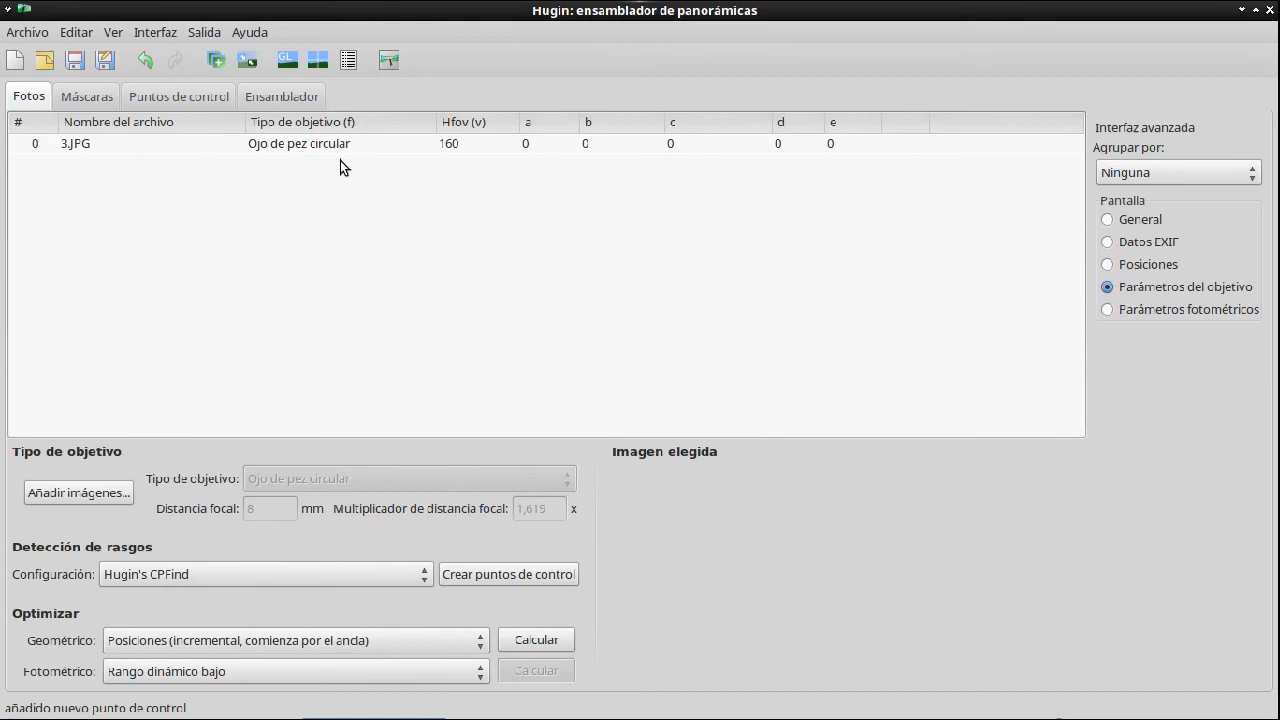 Hugin: ensamblador de panorámicas
Archivo Editar Ver Interfaz Salida Ayuda
GL
Fotos Máscaras Puntos de control Ensamblador
# Nombre del archivo Tipo de objetivo (f) Hfov (v) a b c d e
0 3.JPG Ojo de pez circular 160 0 0 0 0 0
Interfaz avanzada
Agrupar por:
Ninguna
Pantalla
General
Datos EXIF
Posiciones
Parámetros del objetivo
Parámetros fotométricos
Tipo de objetivo
Añadir imágenes...
Tipo de objetivo: Ojo de pez circular
Distancia focal: 8 mm Multiplicador de distancia focal: 1,619 x
Imagen elegida
Detección de rasgos
Configuración: Hugin's CPFind Crear puntos de control
Optimizar
Geométrico: Posiciones (incremental, comienza por el ancla) Calcular
Fotométrico: Rango dinámico bajo Calcular
añadido nuevo punto de control